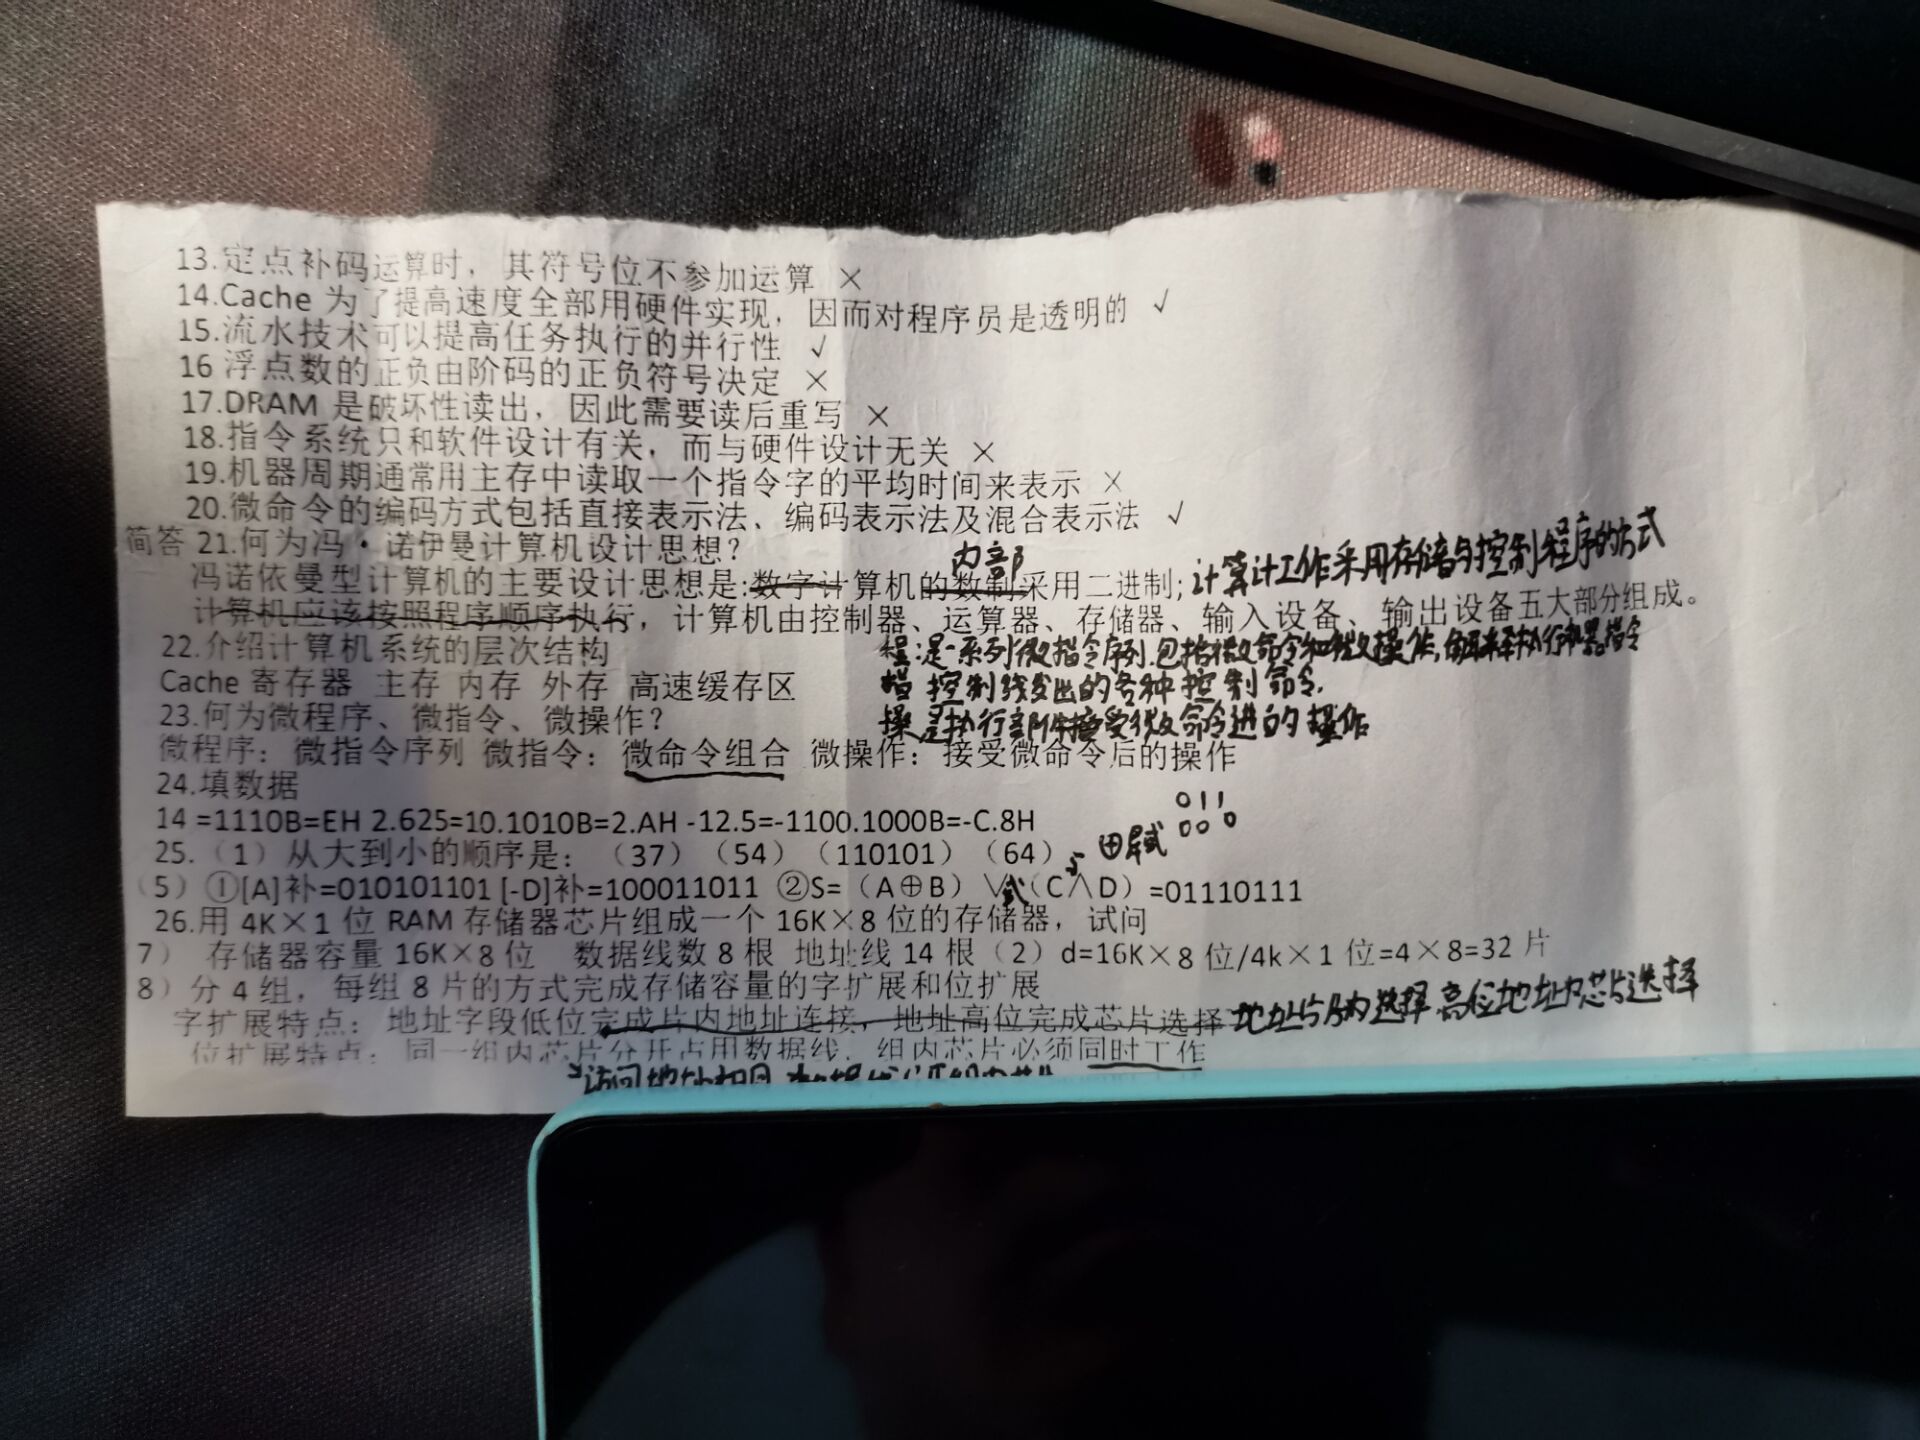 13.定点补码运算时，其符号位不参加运算 ×
14.Cache 为了提高速度全部用硬件实现，因而对程序员是透明的 √
15.流水技术可以提高任务执行的并行性 √
16 浮点数的正负由阶码的正负符号决定 ×
17.DRAM 是破坏性读出，因此需要读后重写 ×
18.指令系统只和软件设计有关，而与硬件设计无关 ×
19.机器周期通常用主存中读取一个指令字的平均时间来表示 ×
20.微命令的编码方式包括直接表示法、编码表示法及混合表示法 √
简答 21.何为冯·诺伊曼计算机设计思想？
内部
冯诺依曼型计算机的主要设计思想是:数字计算机的数制采用二进制; 计算计工作采用存储与控制程序的方式
计算机应该按照程序顺序执行，计算机由控制器、运算器、存储器、输入设备、输出设备五大部分组成。
22.介绍计算机系统的层次结构
程:是一系列微指令序列.包括微命令和微操作,执行机器指令
Cache 寄存器 主存 内存 外存 高速缓存区
控制线发出的各种控制命令.
23.何为微程序、微指令、微操作？
操是执行部件接受微命令进的操作
微程序：微指令序列 微指令：微命令组合 微操作：接受微命令后的操作
24.填数据
14 =1110B=EH 2.625=10.1010B=2.AH -12.5=-1100.1000B=-C.8H
011
000
25.（1）从大到小的顺序是：（37）（54）（110101）（64）
（5）①[A]补=010101101 [-D]补=100011011 ②S=（A⊕B）∨（C∧D）=01110111
26.用 4K×1 位 RAM 存储器芯片组成一个 16K×8 位的存储器，试问
7） 存储器容量 16K×8 位 数据线数 8 根 地址线 14 根（2）d=16K×8 位/4k×1 位=4×8=32 片
8）分 4 组，每组 8 片的方式完成存储容量的字扩展和位扩展
字扩展特点：地址字段低位完成片内地址连接，地址高位完成芯片选择 地址与片内选择 高位地址芯片选择
位扩展特点：同一组内芯片分开占用数据线，组内芯片必须同时工作
访问地址相同